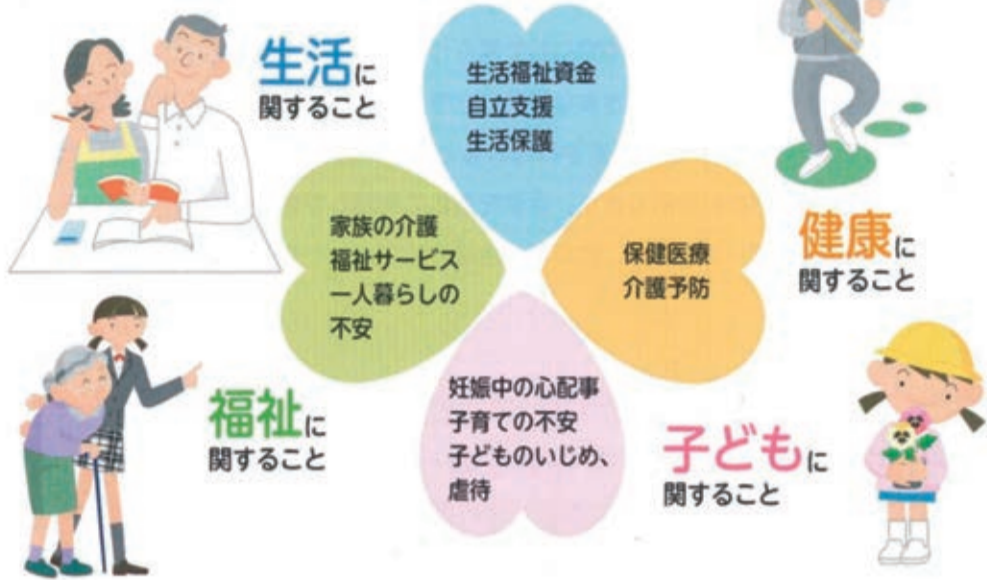 生活に
関すること
生活福祉資金
自立支援
生活保護
家族の介護
福祉サービス
一人暮らしの
不安
保健医療
介護予防
健康に
関すること
福祉に
関すること
妊娠中の心配事
子育ての不安
子どものいじめ、
虐待
子どもに
関すること